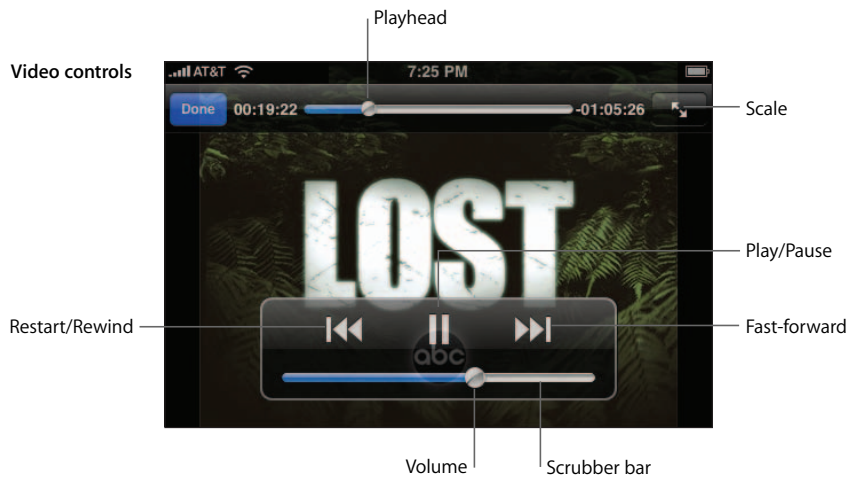 Playhead
Video controls
AT&T 7:25 PM
Done 00:19:22 -01:05:26
Scale
LOST
Play/Pause
Restart/Rewind
Fast-forward
abc
Volume
Scrubber bar